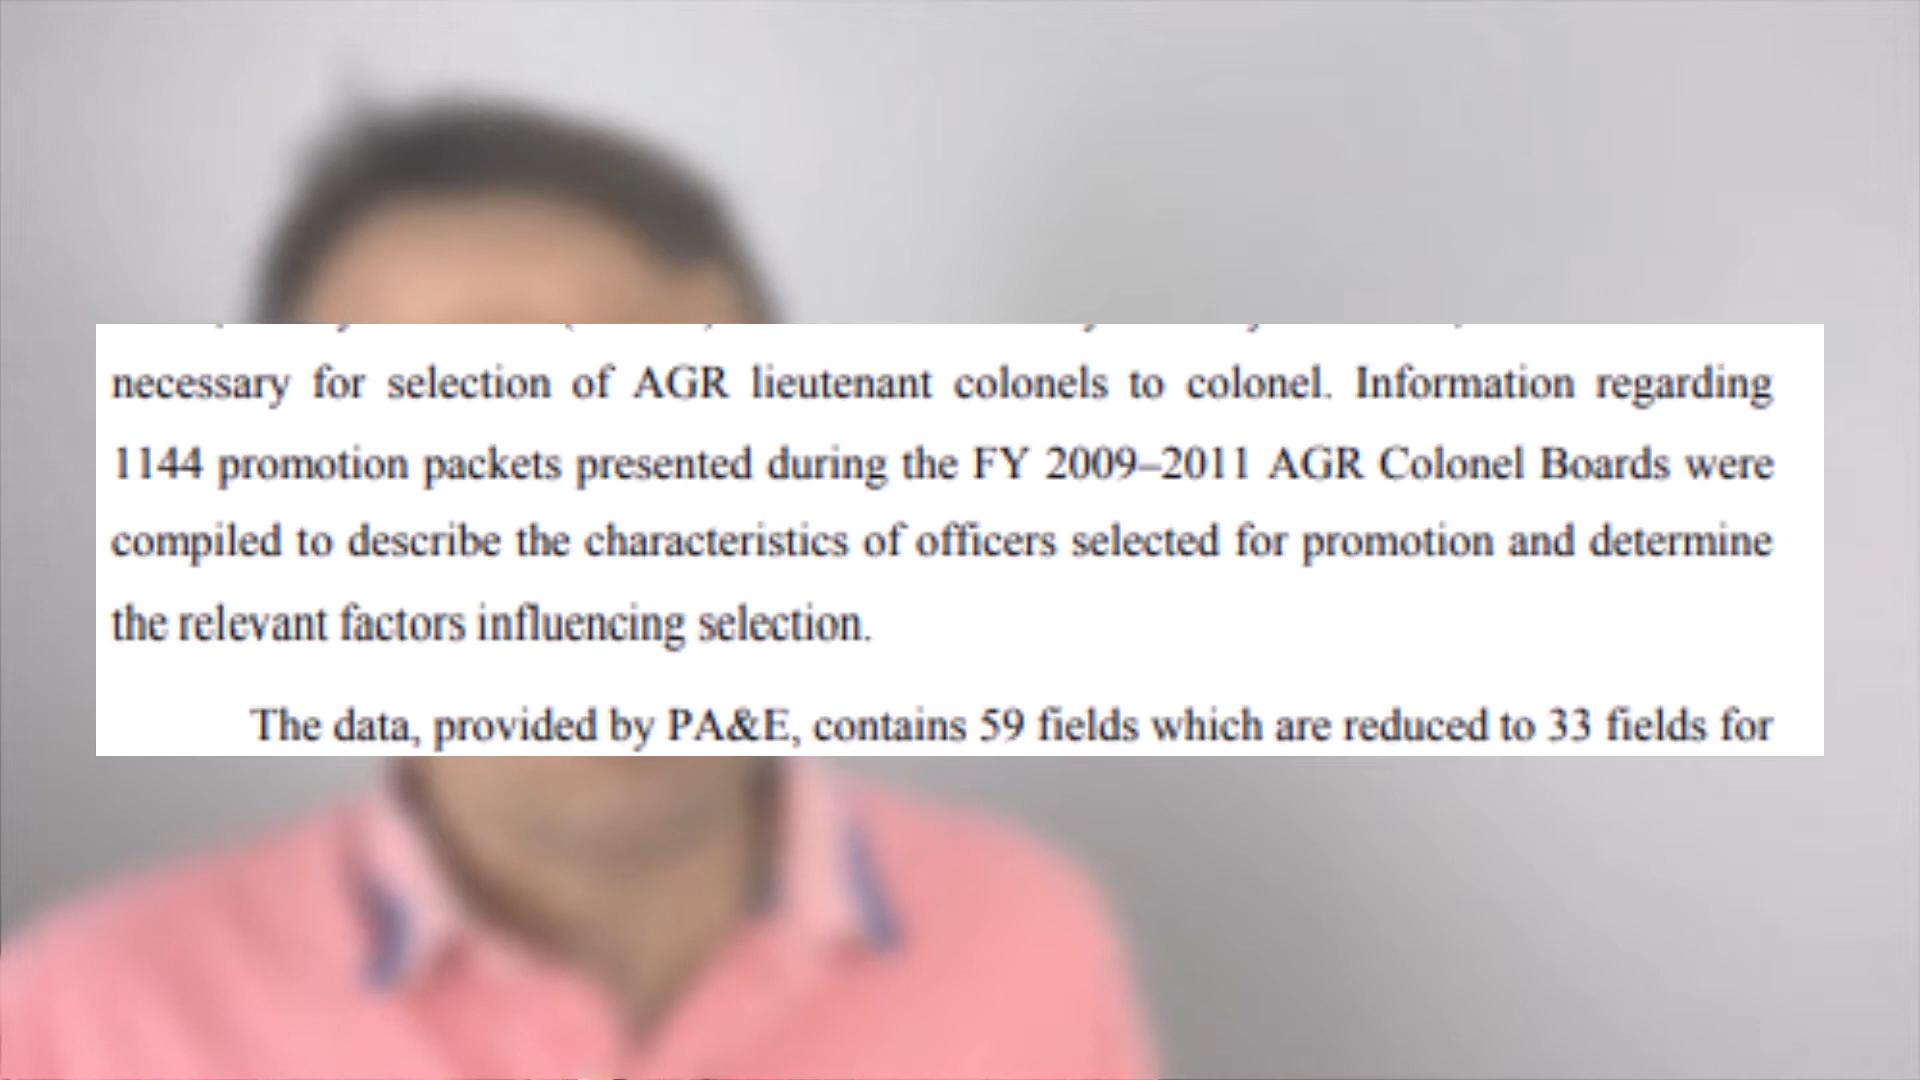 necessary for selection of AGR lieutenant colonels to colonel. Information regarding
1144 promotion packets presented during the FY 2009–2011 AGR Colonel Boards were
compiled to describe the characteristics of officers selected for promotion and determine
the relevant factors influencing selection.
The data, provided by PA&E, contains 59 fields which are reduced to 33 fields for